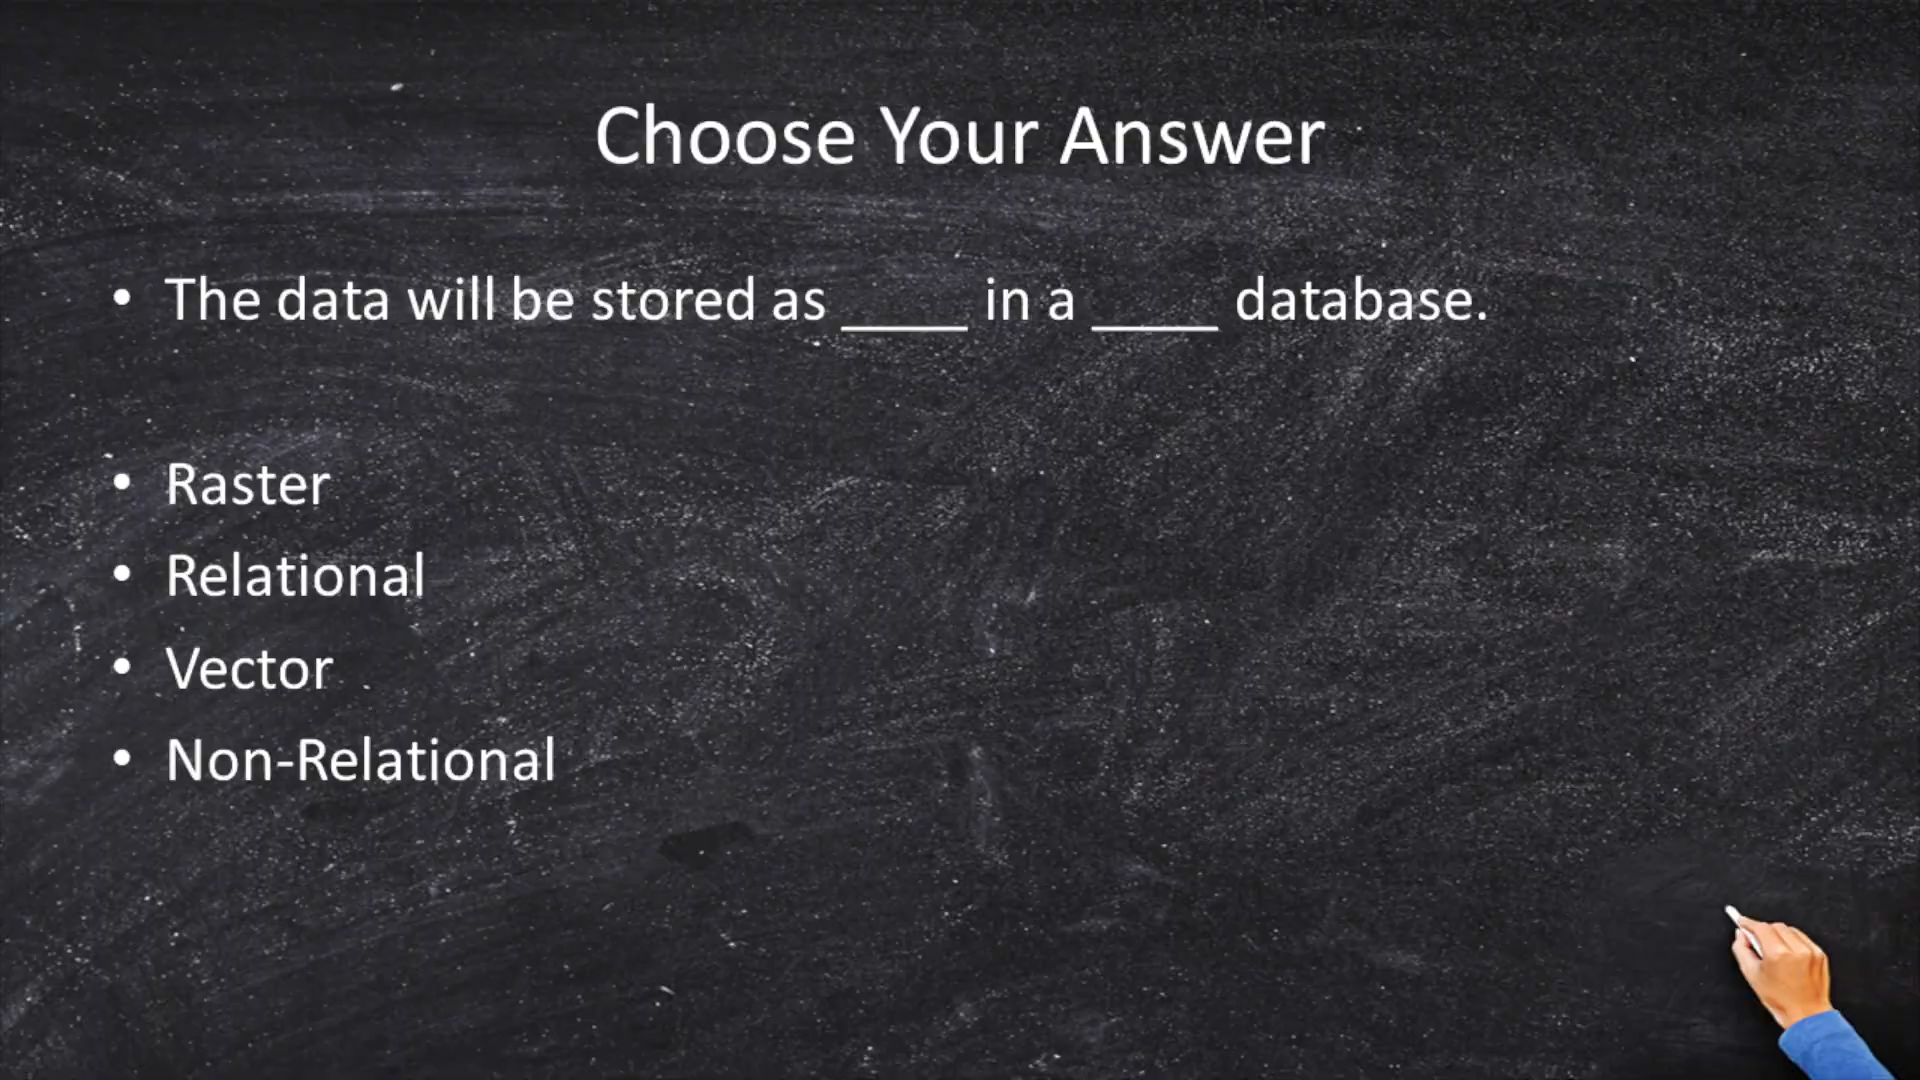 Choose Your Answer
• The data will be stored as ____ in a ____ database.
• Raster
• Relational
• Vector
• Non-Relational